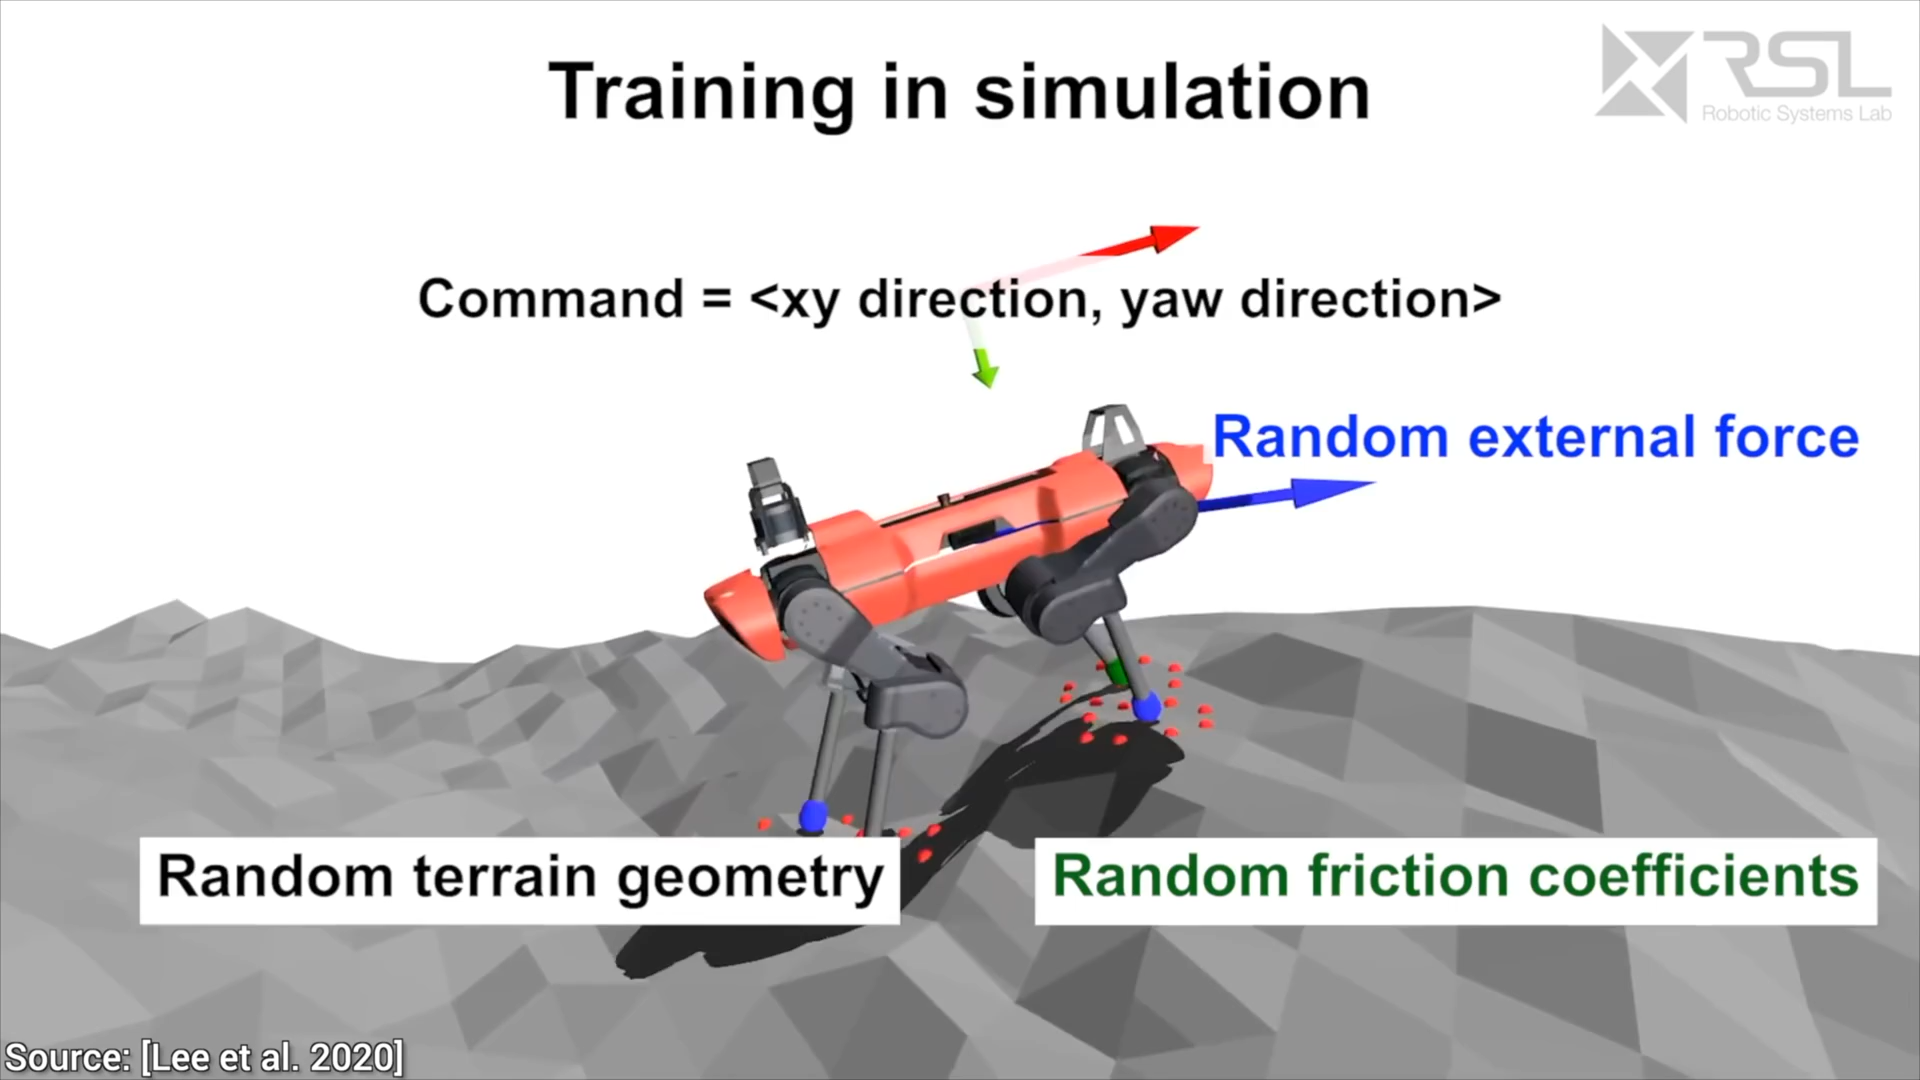 Training in simulation
RSL
Robotic Systems Lab
Command = <xy direction, yaw direction>
Random external force
Random terrain geometry
Random friction coefficients
Source: [Lee et al. 2020]